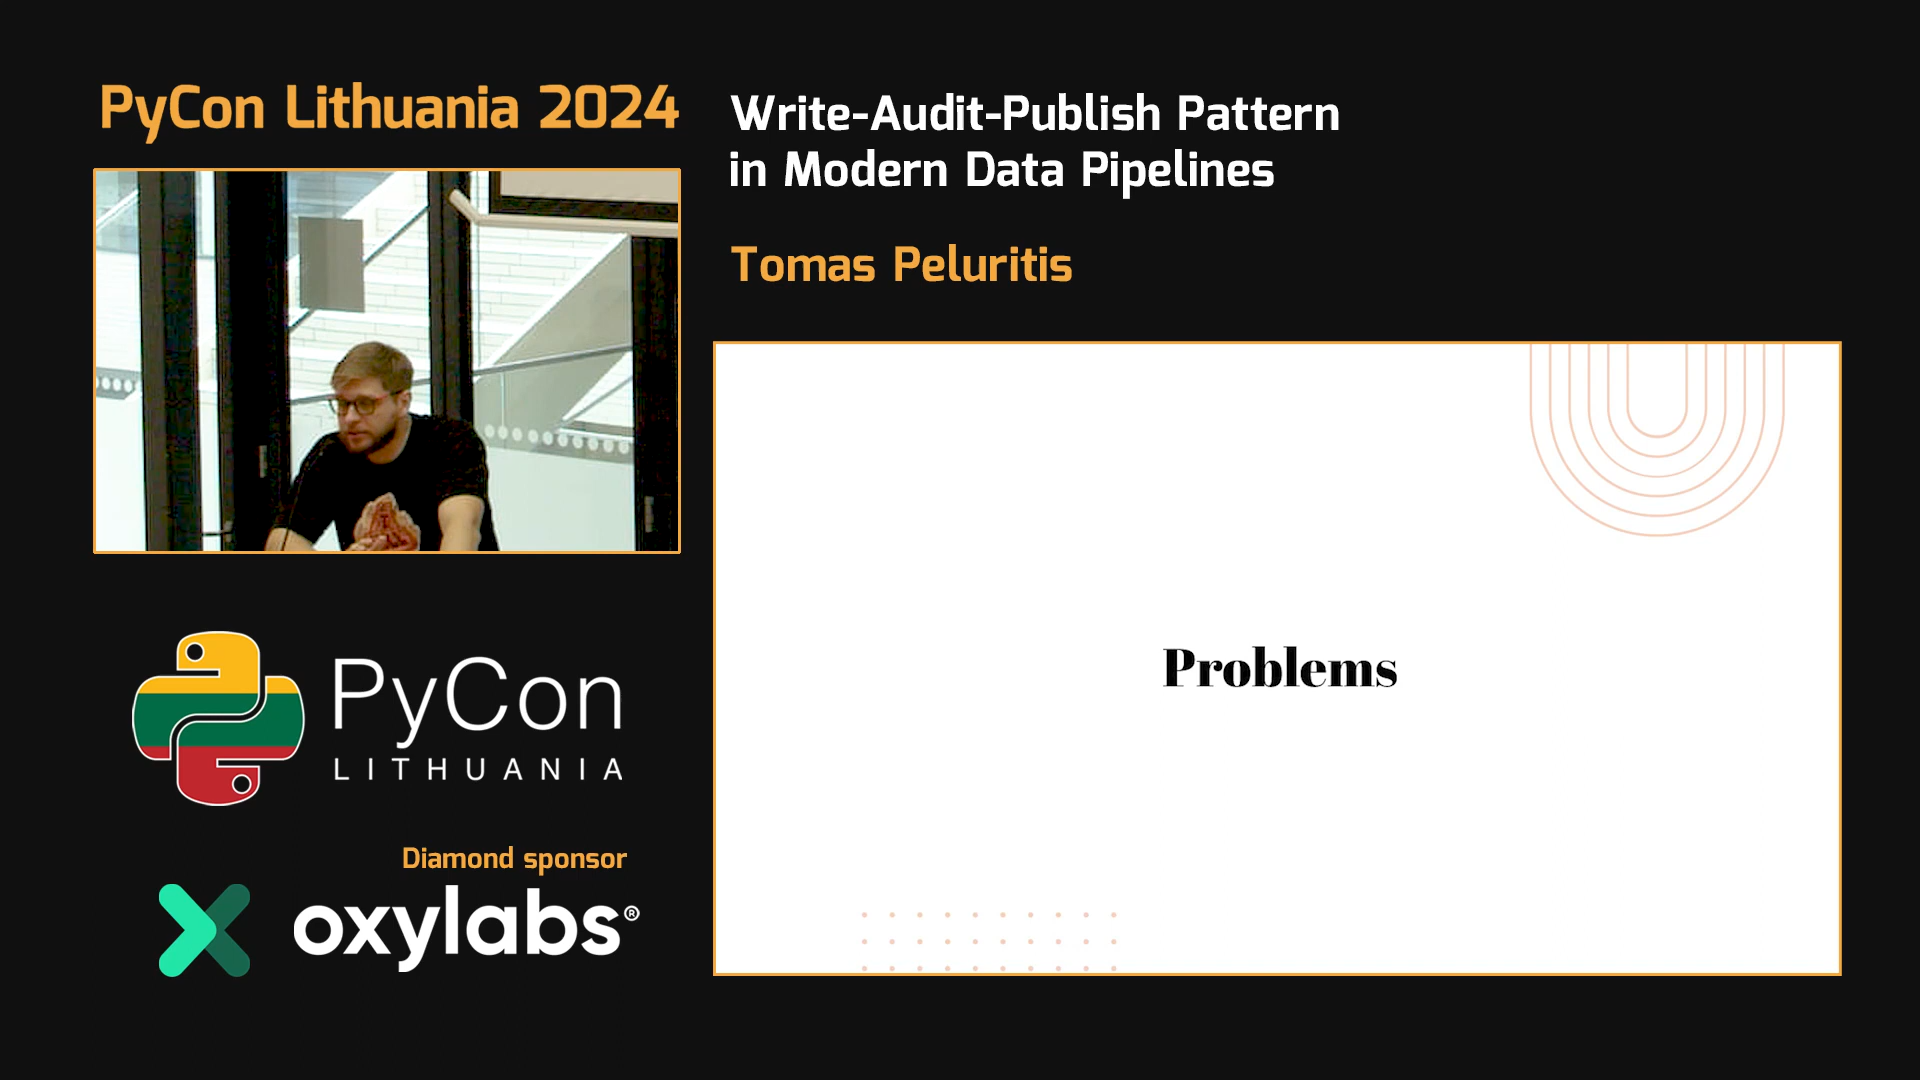 PyCon Lithuania 2024
Write-Audit-Publish Pattern
in Modern Data Pipelines
Tomas Peluritis
Problems
PyCon
LITHUANIA
Diamond sponsor
oxylabs®